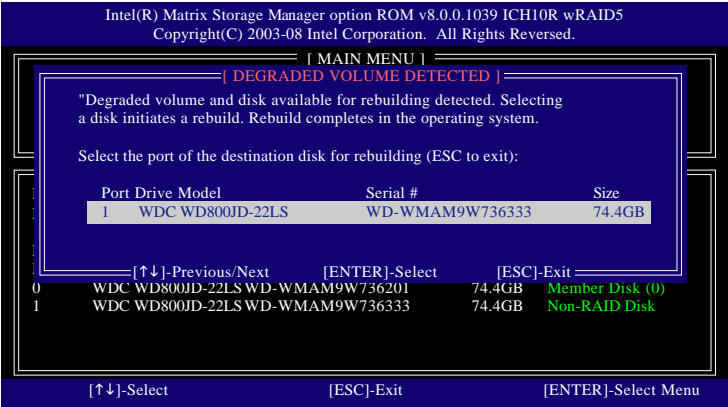 Intel(R) Matrix Storage Manager option ROM v8.0.0.1039 ICH10R wRAID5
Copyright(C) 2003-08 Intel Corporation.  All Rights Reversed.
[ MAIN MENU ]
[ DEGRADED VOLUME DETECTED ]
"Degraded volume and disk available for rebuilding detected. Selecting
a disk initiates a rebuild. Rebuild completes in the operating system.
Select the port of the destination disk for rebuilding (ESC to exit):
Port Drive Model Serial # Size
1 WDC WD800JD-22LS WD-WMAM9W736333 74.4GB
[↑↓]-Previous/Next [ENTER]-Select [ESC]-Exit
0 WDC WD800JD-22LS WD-WMAM9W736201 74.4GB Member Disk (0)
1 WDC WD800JD-22LS WD-WMAM9W736333 74.4GB Non-RAID Disk
[↑↓]-Select [ESC]-Exit [ENTER]-Select Menu